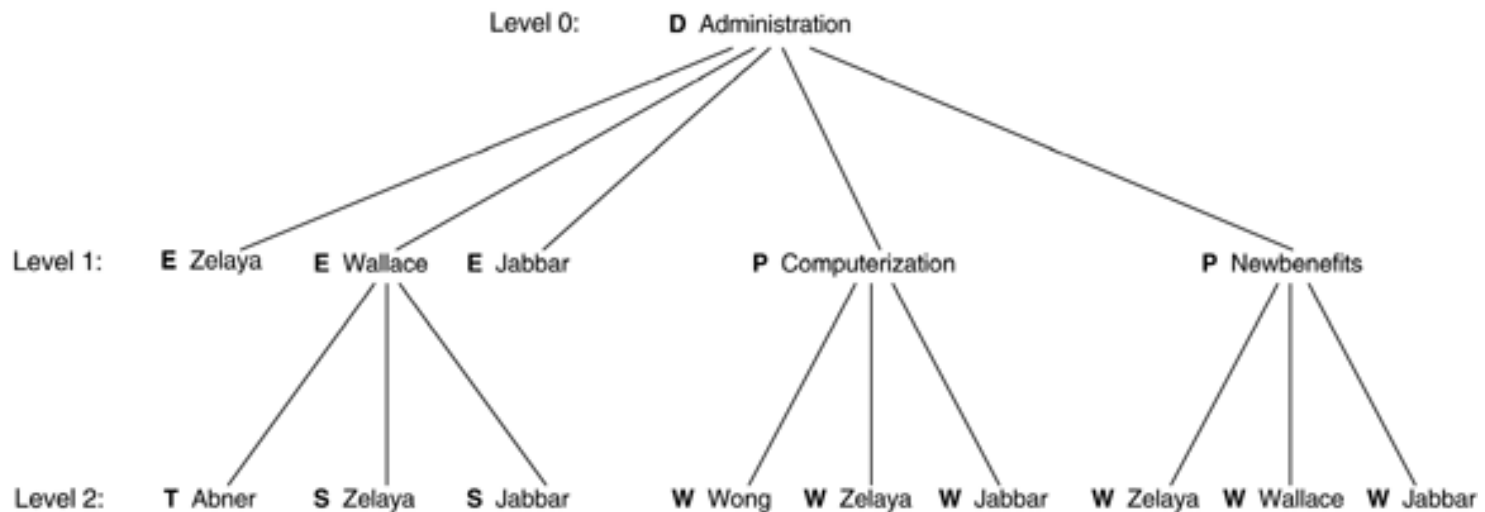 Level 0: D Administration
Level 1: E Zelaya E Wallace E Jabbar P Computerization P Newbenefits
Level 2: T Abner S Zelaya S Jabbar W Wong W Zelaya W Jabbar W Zelaya W Wallace W Jabbar